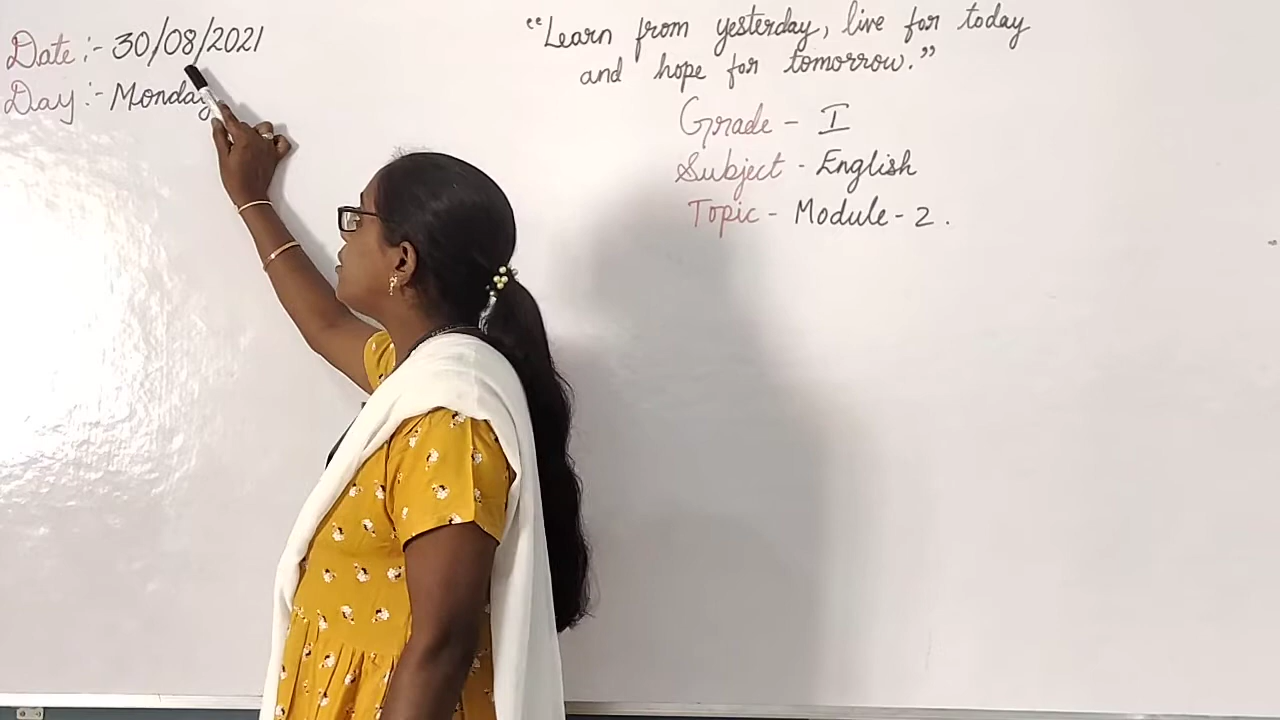 Date :- 30/08/2021
Day :- Monday
"Learn from yesterday, live for today
and hope for tomorrow."
Grade - I
Subject - English
Topic - Module - 2.